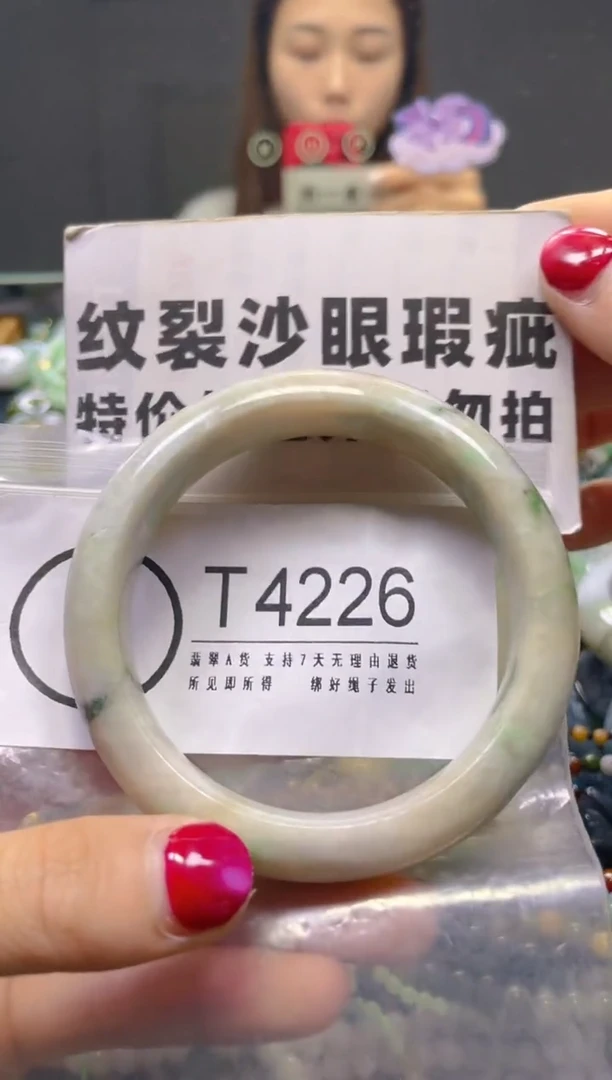 纹裂沙眼瑕疵
特价 勿拍
T4226
翡翠A货 支持7天无理由退货
所见即所得 绑好绳子发出